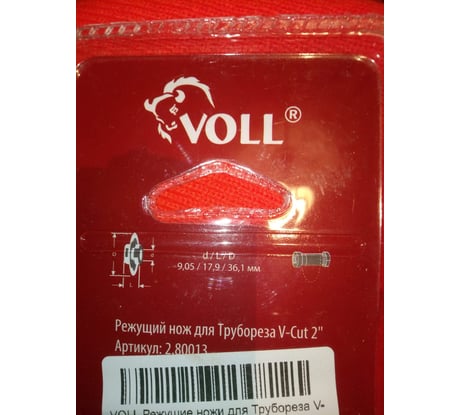 VOLL®
d / L / D
-9,05 / 17,9 / 36,1 мм
D
d
L
Режущий нож для Трубореза V-Cut 2"
Артикул: 2.80013
VOLL Режущие ножи для Трубореза V-